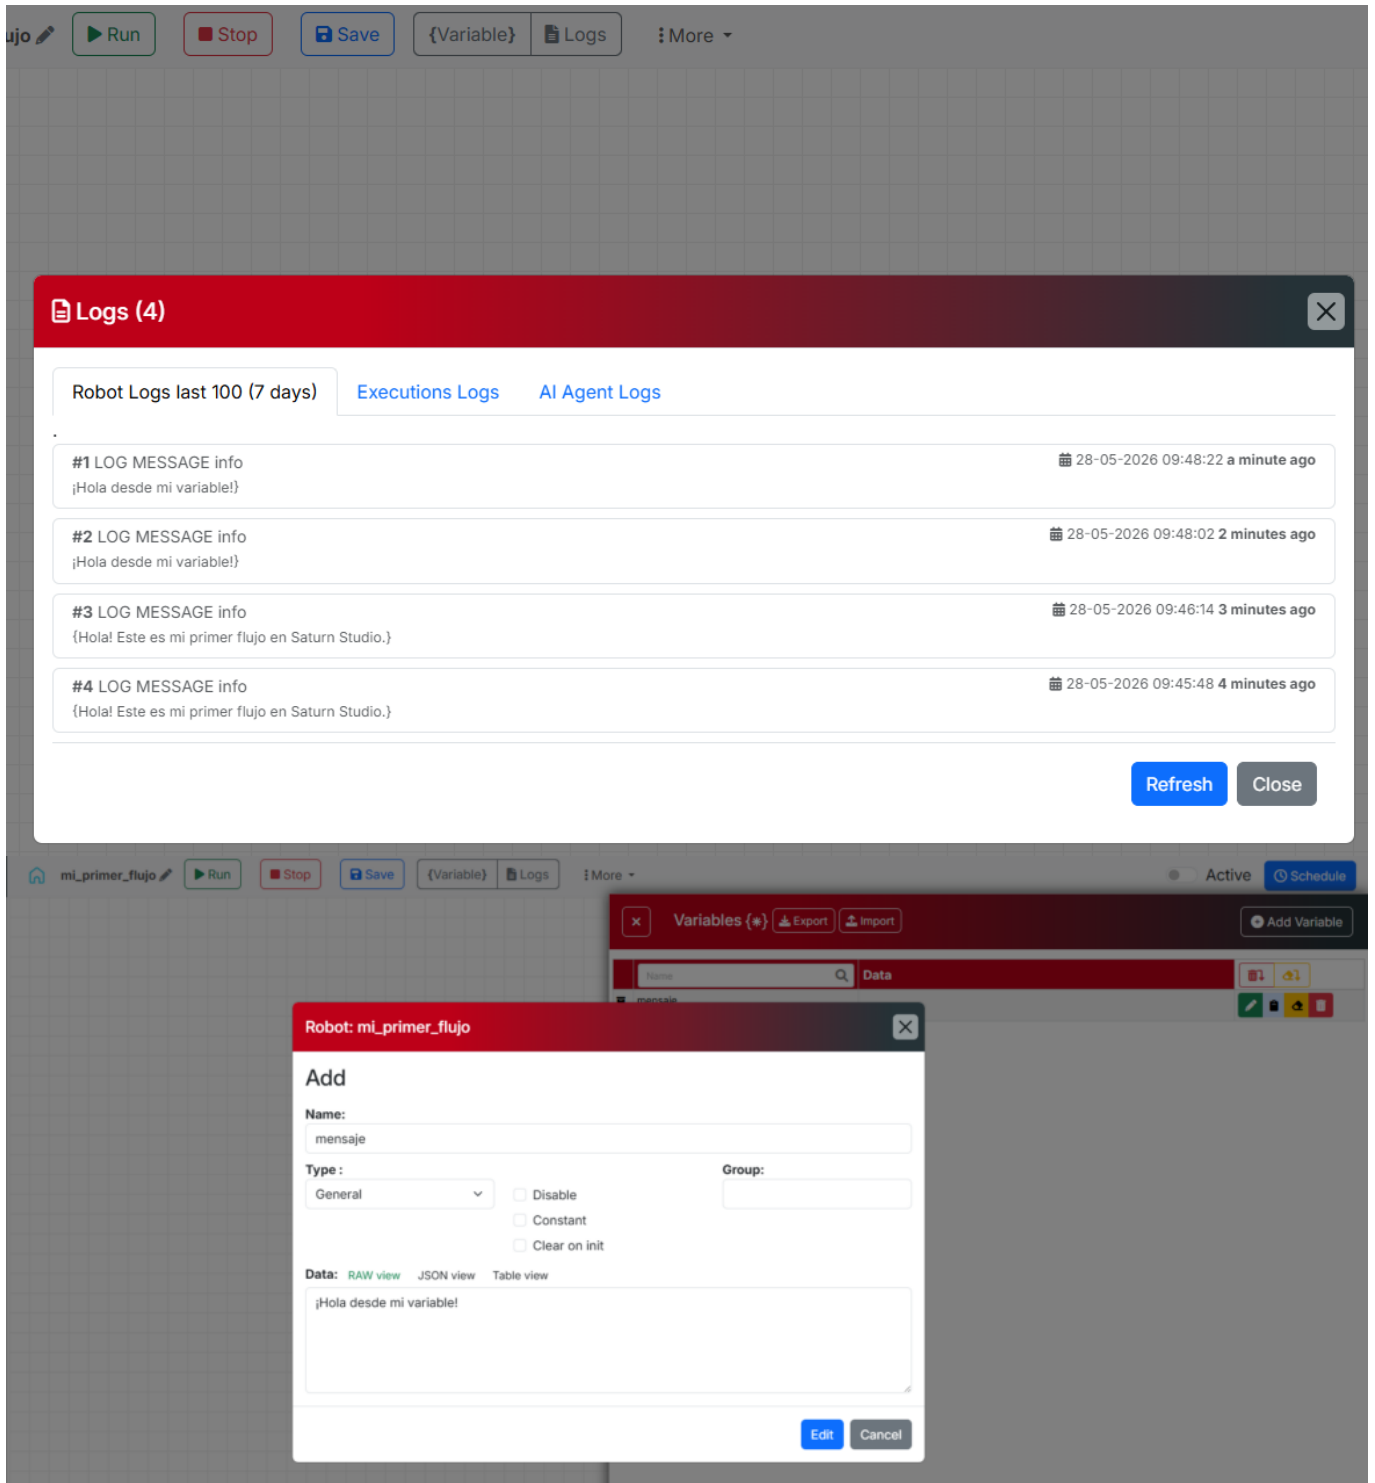 ujo Run Stop Save {Variable} Logs More
Logs (4)
Robot Logs last 100 (7 days) Executions Logs AI Agent Logs
.
#1 LOG MESSAGE info 28-05-2026 09:48:22 a minute ago
¡Hola desde mi variable!}
#2 LOG MESSAGE info 28-05-2026 09:48:02 2 minutes ago
¡Hola desde mi variable!}
#3 LOG MESSAGE info 28-05-2026 09:46:14 3 minutes ago
{Hola! Este es mi primer flujo en Saturn Studio.}
#4 LOG MESSAGE info 28-05-2026 09:45:48 4 minutes ago
{Hola! Este es mi primer flujo en Saturn Studio.}
Refresh Close
mi_primer_flujo Run Stop Save {Variable} Logs More Active Schedule
Variables {*} Export Import Add Variable
Name Data
mensaje
Robot: mi_primer_flujo
Add
Name:
mensaje
Type : Group:
General Disable
Constant
Clear on init
Data: RAW view JSON view Table view
¡Hola desde mi variable!
Edit Cancel